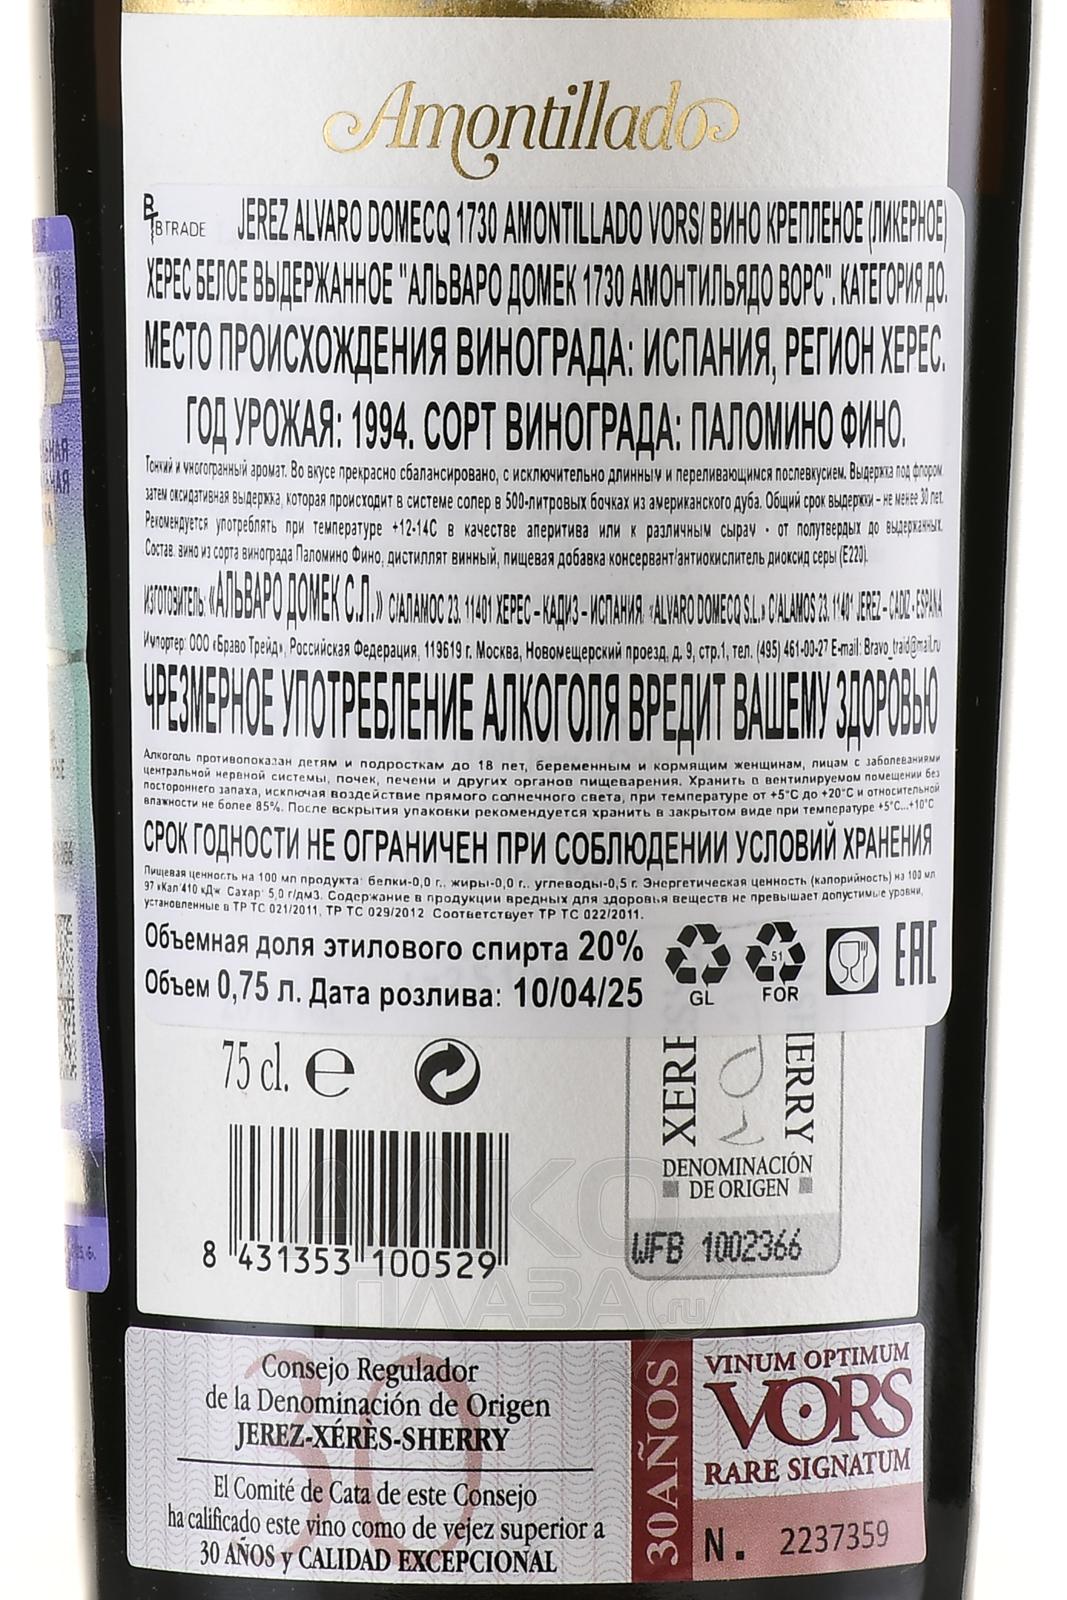 Amontillado
BTRADE JEREZ ALVARO DOMECQ 1730 AMONTILLADO VORS/ ВИНО КРЕПЛЕНОЕ (ЛИКЕРНОЕ)
ХЕРЕС БЕЛОЕ ВЫДЕРЖАННОЕ "АЛЬВАРО ДОМЕК 1730 АМОНТИЛЬЯДО ВОРС". КАТЕГОРИЯ ДО.
МЕСТО ПРОИСХОЖДЕНИЯ ВИНОГРАДА: ИСПАНИЯ, РЕГИОН ХЕРЕС.
ГОД УРОЖАЯ: 1994. СОРТ ВИНОГРАДА: ПАЛОМИНО ФИНО.
Тонкий и многогранный аромат. Во вкусе прекрасно сбалансировано, с исключительно длинным и переливающимся послевкусием. Выдержка под флором,
затем оксидативная выдержка, которая происходит в системе солер в 500-литровых бочках из американского дуба. Общий срок выдержки - не менее 30 лет.
Рекомендуется употреблять при температуре +12-14С в качестве аперитива или к различным сырам - от полутвердых до выдержанных.
Состав: вино из сорта винограда Паломино Фино, дистиллят винный, пищевая добавка консервант/антиокислитель диоксид серы (Е220).
ИЗГОТОВИТЕЛЬ: «АЛЬВАРО ДОМЕК С.Л.» С/АЛАМОС 23. 11401 ХЕРЕС – КАДИЗ – ИСПАНИЯ. «ALVARO DOMECQ S.L.» C/ALAMOS 23. 11401 JEREZ – CADIZ - ESPAÑA
Импортер: ООО «Браво Трейд», Российская Федерация, 119619 г. Москва, Новомещерский проезд, д. 9, стр.1, тел. (495) 461-00-27 E-mail: Bravo_traid@mail.ru
ЧРЕЗМЕРНОЕ УПОТРЕБЛЕНИЕ АЛКОГОЛЯ ВРЕДИТ ВАШЕМУ ЗДОРОВЬЮ
Алкоголь противопоказан детям и подросткам до 18 лет, беременным и кормящим женщинам, лицам с заболеваниями
центральной нервной системы, почек, печени и других органов пищеварения. Хранить в вентилируемом помещении без
постороннего запаха, исключая воздействие прямого солнечного света, при температуре от +5°С до +20°С и относительной
влажности не более 85%. После вскрытия упаковки рекомендуется хранить в закрытом виде при температуре +5°С...+10°С
СРОК ГОДНОСТИ НЕ ОГРАНИЧЕН ПРИ СОБЛЮДЕНИИ УСЛОВИЙ ХРАНЕНИЯ
Пищевая ценность на 100 мл продукта: белки-0,0 г., жиры-0,0 г., углеводы-0,5 г. Энергетическая ценность (калорийность) на 100 мл
97 кКал/410 кДж. Сахар: 5,0 г/дм3. Содержание в продукции вредных для здоровья веществ не превышает допустимые уровни,
установленные в ТР ТС 021/2011, ТР ТС 029/2012 Соответствует ТР ТС 022/2011.
Объемная доля этилового спирта 20%
Объем 0,75 л. Дата розлива: 10/04/25
GL
51
FOR
EAC
75 cl. e
XERES
SHERRY
DENOMINACIÓN
DE ORIGEN
WFB 1002366
8 431353 100529
АЛКО
ПЛАЗА.ru
30
Consejo Regulador
de la Denominación de Origen
JEREZ-XÉRÈS-SHERRY
El Comité de Cata de este Consejo
ha calificado este vino como de vejez superior a
30 AÑOS y CALIDAD EXCEPCIONAL
30 AÑOS
VINUM OPTIMUM
VORS
RARE SIGNATUM
N. 2237359